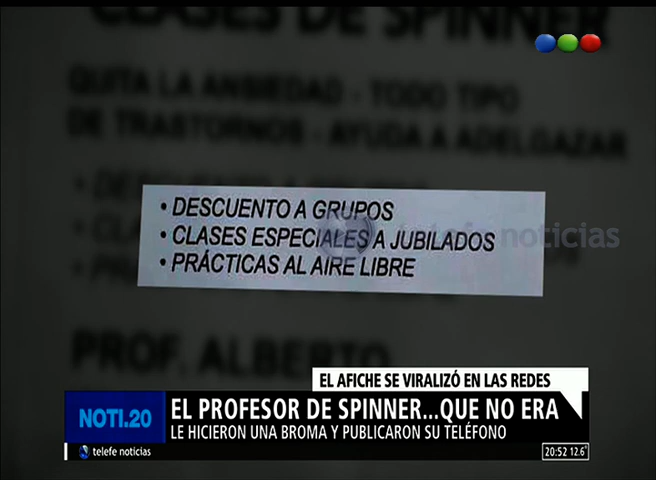 CLASES DE SPINNER
QUITA LA ANSIEDAD - TODO TIPO
DE TRASTORNOS - AYUDA A ADELGAZAR
• DESCUENTO A GRUPOS
• CLASES ESPECIALES A JUBILADOS
• PRÁCTICAS AL AIRE LIBRE
telefe noticias
PROF. ALBERTO
EL AFICHE SE VIRALIZÓ EN LAS REDES
NOTI.20
EL PROFESOR DE SPINNER...QUE NO ERA
LE HICIERON UNA BROMA Y PUBLICARON SU TELÉFONO
telefe noticias
20:52 12.6°